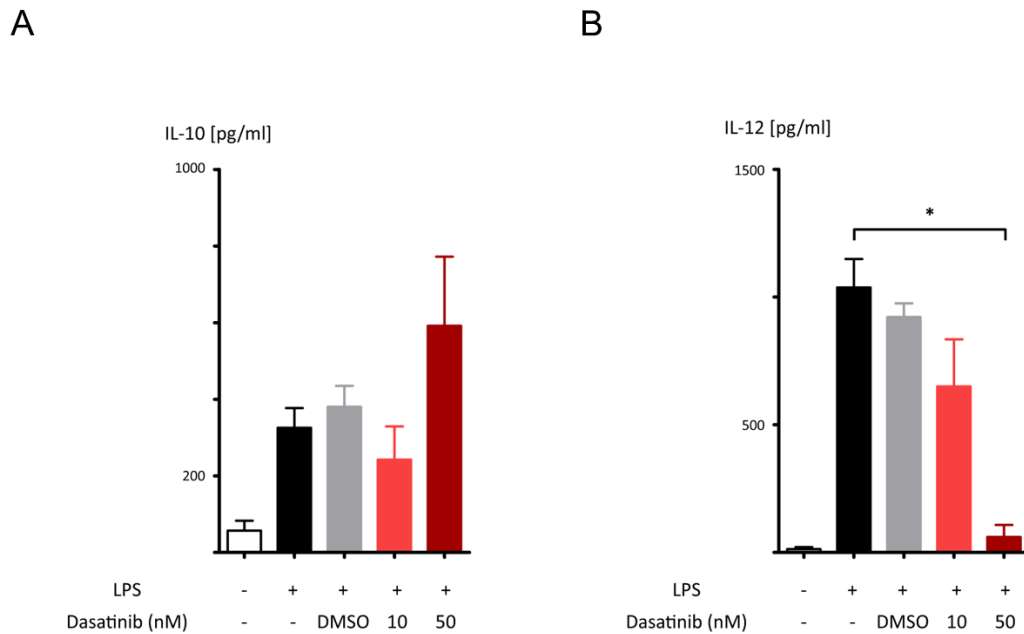 A
B
IL-10 [pg/ml]
1000
200
LPS - + + + +
Dasatinib (nM) - - DMSO 10 50
IL-12 [pg/ml]
1500
*
500
LPS - + + + +
Dasatinib (nM) - - DMSO 10 50